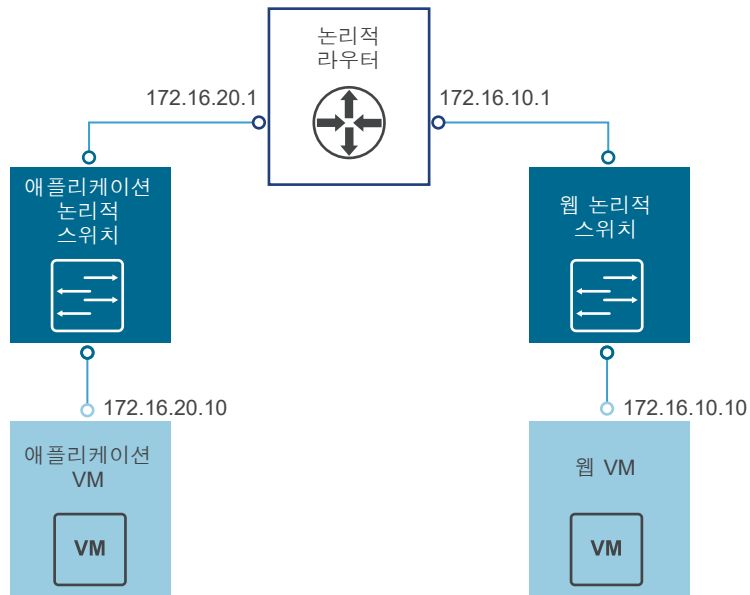 논리적
라우터
172.16.20.1
172.16.10.1
애플리케이션
논리적
스위치
웹 논리적
스위치
172.16.20.10
172.16.10.10
애플리케이션
VM
웹 VM
VM
VM